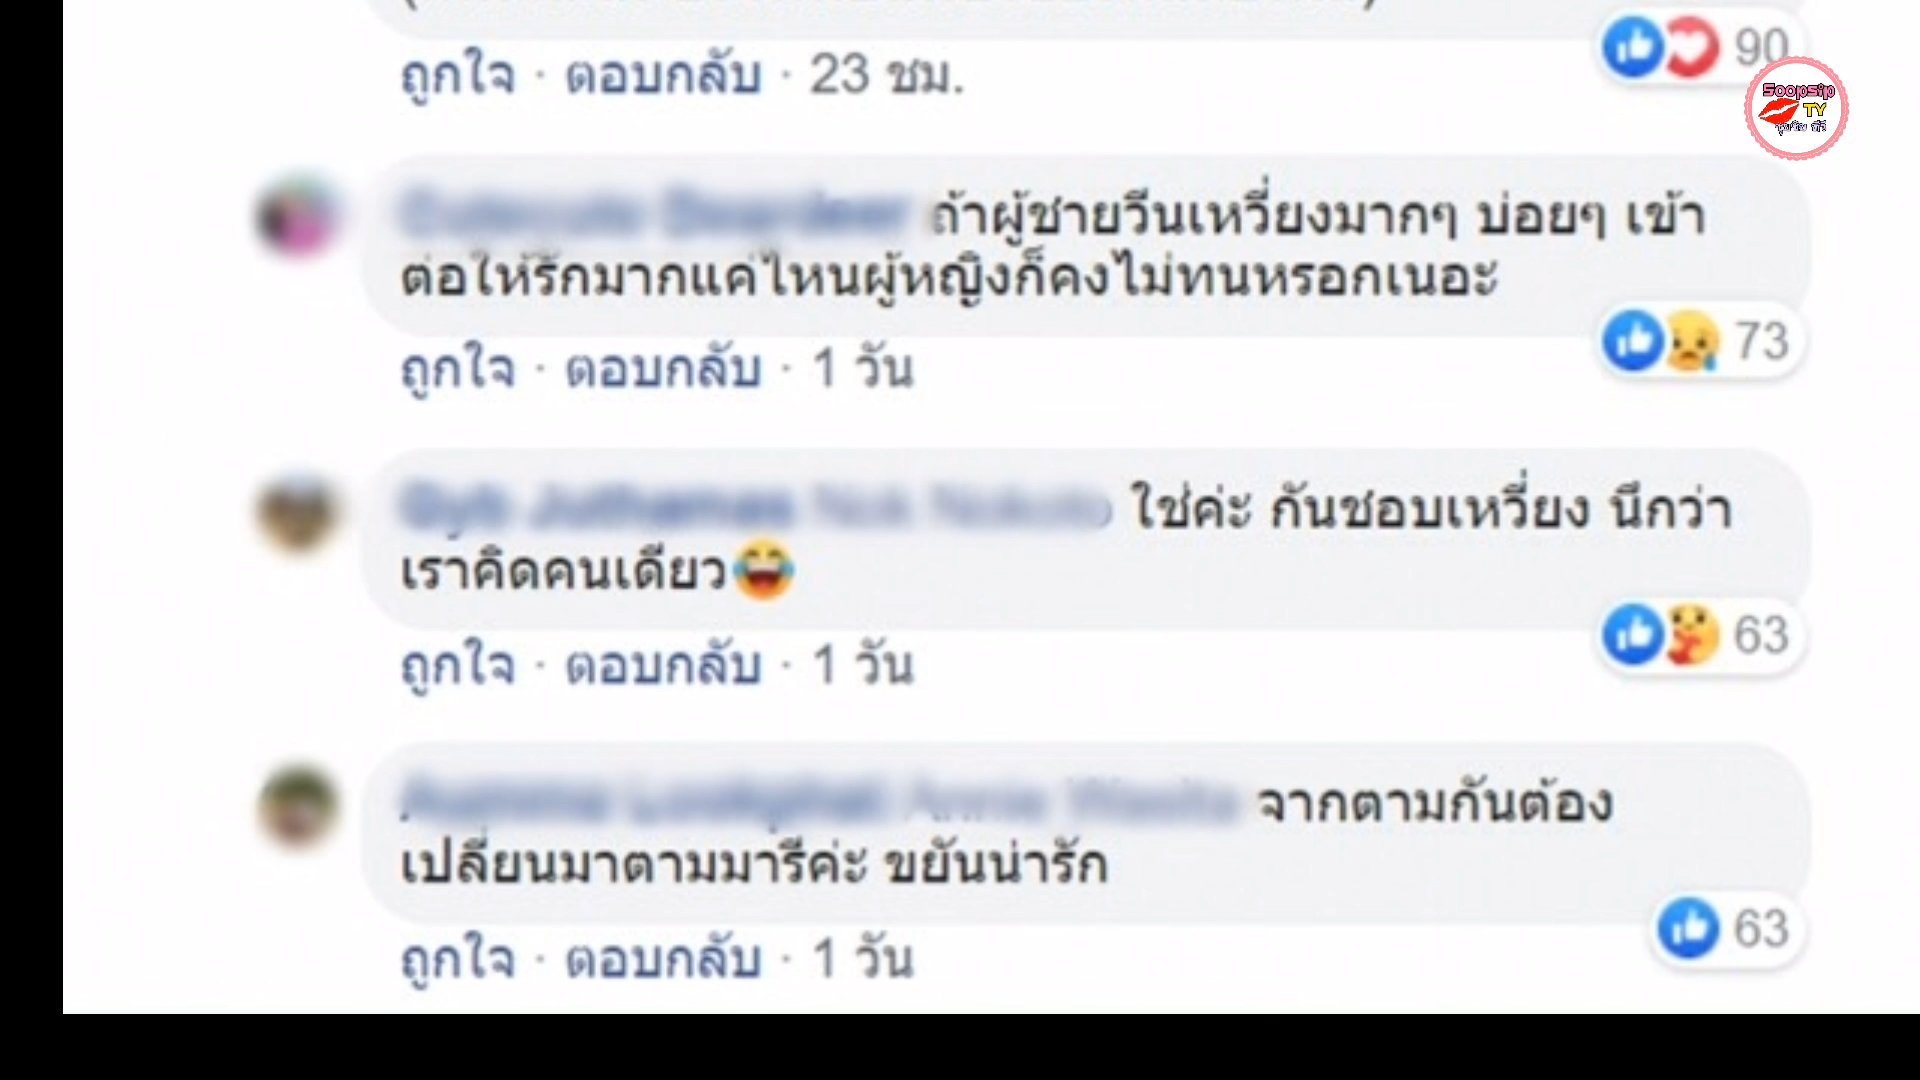 ถูกใจ · ตอบกลับ · 23 ชม.
90
Soopsip
TV
ซุบซิบ ทีวี
ถ้าผู้ชายวีนเหวี่ยงมากๆ บ่อยๆ เข้า
ต่อให้รักมากแค่ไหนผู้หญิงก็คงไม่ทนหรอกเนอะ
73
ถูกใจ · ตอบกลับ · 1 วัน
ใช่ค่ะ กันชอบเหวี่ยง นึกว่า
เราคิดคนเดียว😂
63
ถูกใจ · ตอบกลับ · 1 วัน
จากตามกันต้อง
เปลี่ยนมาตามมารีค่ะ ขยันน่ารัก
63
ถูกใจ · ตอบกลับ · 1 วัน